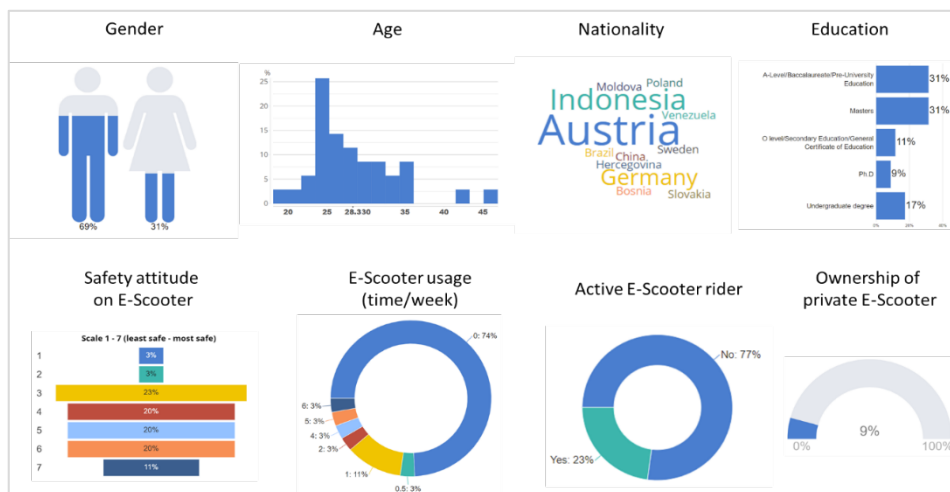 Gender
Age
Nationality
Education
69%
31%
%
25
20
15
10
5
0
20
25
28.330
35
40
45
Moldova
Poland
Indonesia
Venezuela
Austria
Brazil
China.
Sweden
Hercegovina
Germany
Bosnia
Slovakia
A-Level/Baccalaureate/Pre-University
Education
31%
Masters
31%
O level/Secondary Education/General
Certificate of Education
11%
Ph.D
9%
Undergraduate degree
17%
0%
20%
40%
Safety attitude
on E-Scooter
E-Scooter usage
(time/week)
Active E-Scooter rider
Ownership of
private E-Scooter
Scale 1 - 7 (least safe - most safe)
1
3%
2
3%
3
23%
4
20%
5
20%
6
20%
7
11%
0: 74%
6: 3%
5: 3%
4: 3%
2: 3%
1: 11%
0.5: 3%
No: 77%
Yes: 23%
9%
0%
100%